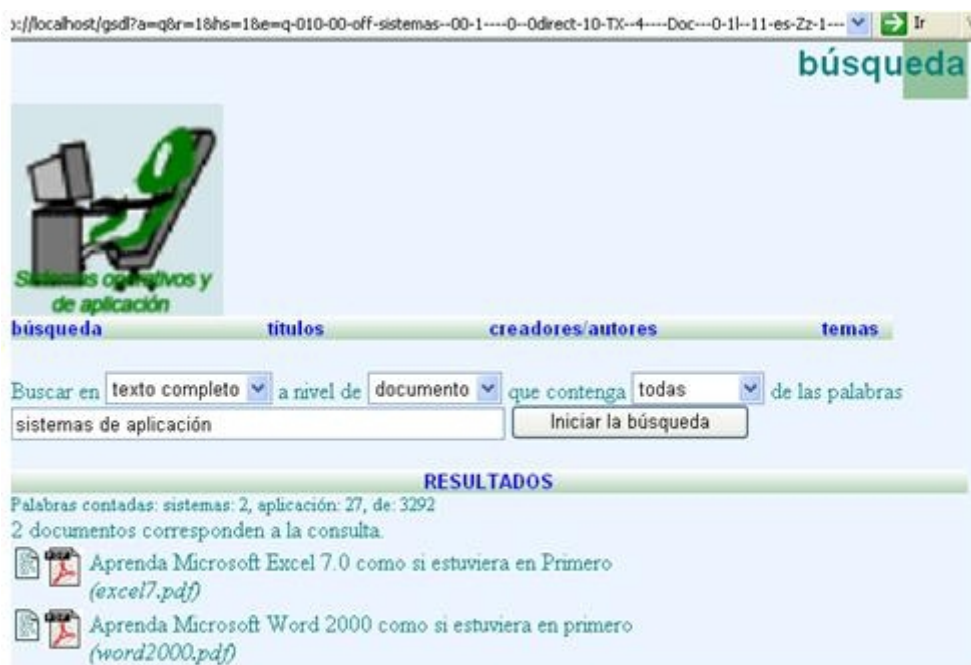 ://localhost/gsdl?a=q&r=1&hs=1&e=q-010-00-off-sistemas--00-1----0--0direct-10-TX--4----Doc---0-1l--11-es-Zz-1--- Ir
búsqueda
Sistemas operativos y
de aplicación
búsqueda títulos creadores/autores temas
Buscar en texto completo a nivel de documento que contenga todas de las palabras
sistemas de aplicación Iniciar la búsqueda
RESULTADOS
Palabras contadas: sistemas: 2, aplicación: 27, de: 3292
2 documentos corresponden a la consulta.
Aprenda Microsoft Excel 7.0 como si estuviera en Primero
(excel7.pdf)
Aprenda Microsoft Word 2000 como si estuviera en primero
(word2000.pdf)